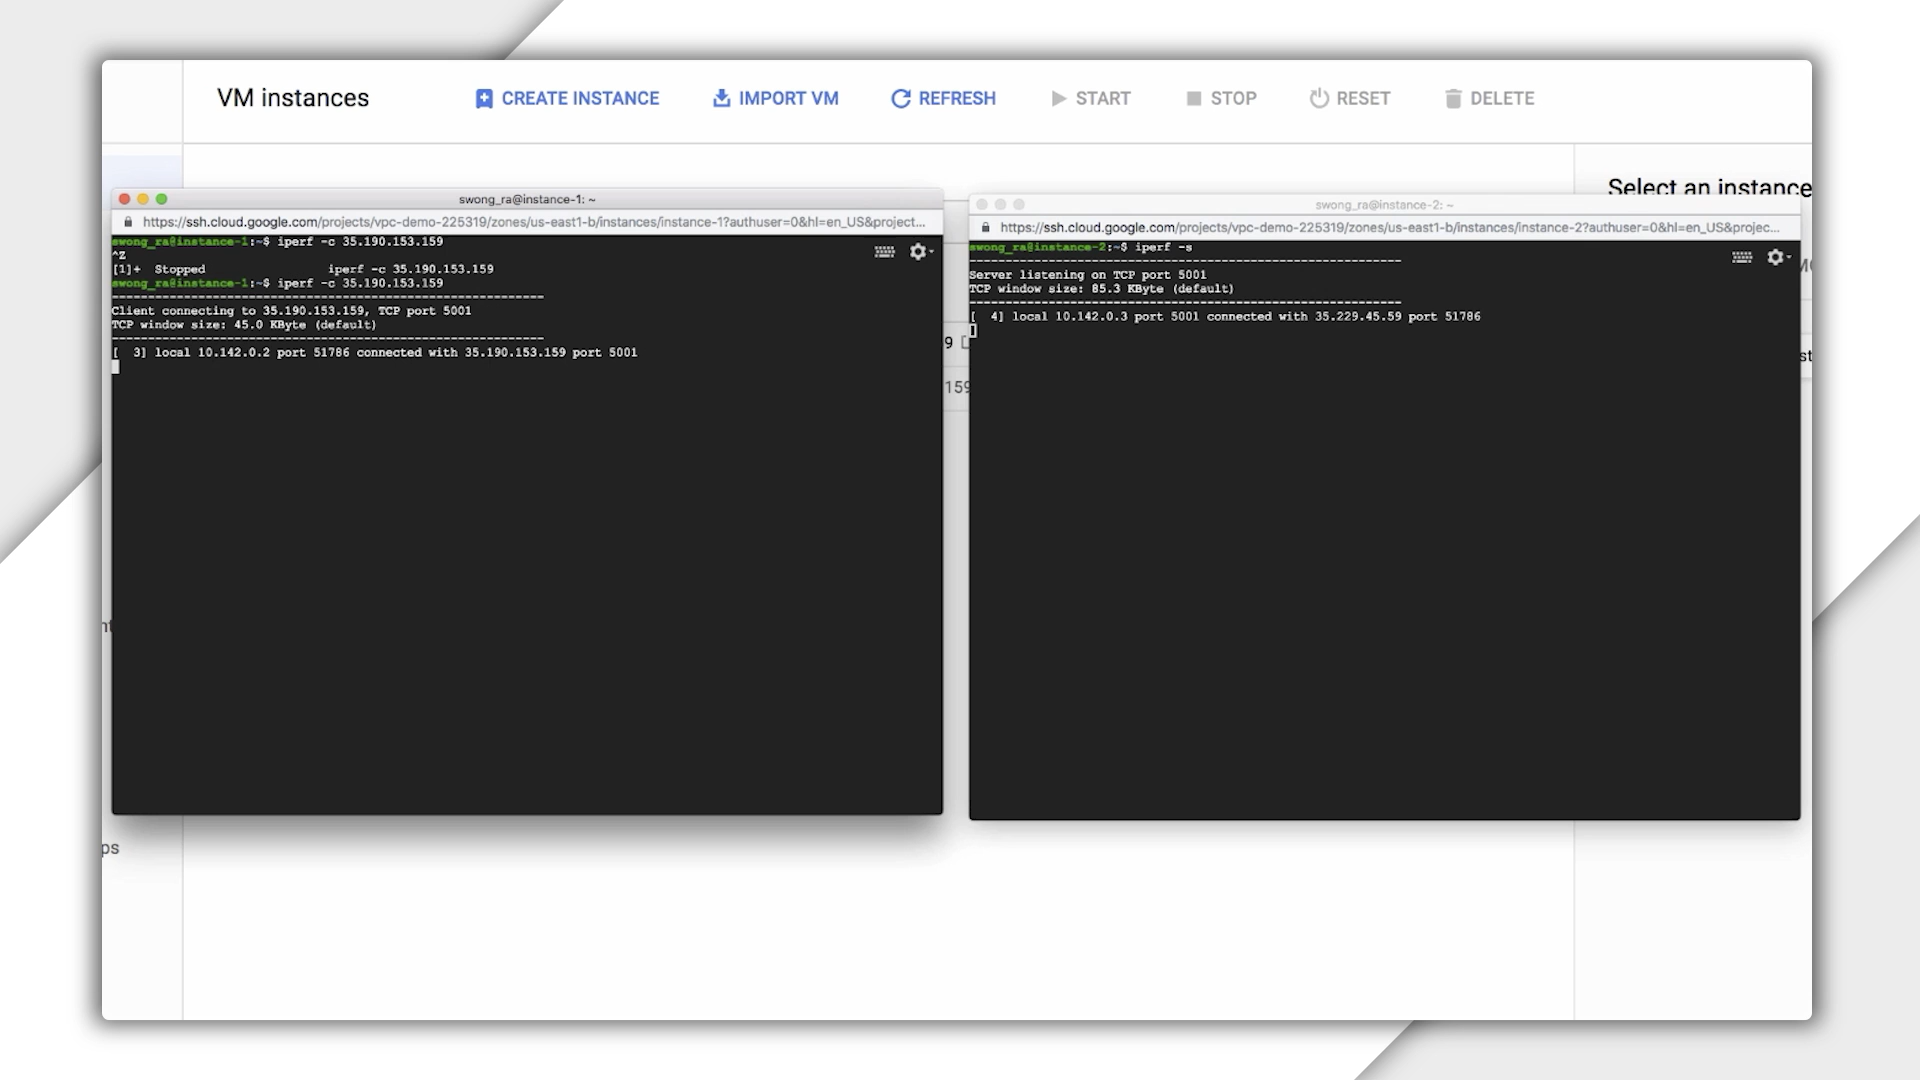 VM instances
CREATE INSTANCE
IMPORT VM
REFRESH
START
STOP
RESET
DELETE
Select an instance
swong_ra@instance-1: ~
https://ssh.cloud.google.com/projects/vpc-demo-225319/zones/us-east1-b/instances/instance-1?authuser=0&hl=en_US&project...
swong_ra@instance-1:~$ iperf -c 35.190.153.159
^Z
[1]+  Stopped                 iperf -c 35.190.153.159
swong_ra@instance-1:~$ iperf -c 35.190.153.159
------------------------------------------------------------
Client connecting to 35.190.153.159, TCP port 5001
TCP window size: 45.0 KByte (default)
------------------------------------------------------------
[  3] local 10.142.0.2 port 51786 connected with 35.190.153.159 port 5001
9
159
swong_ra@instance-2: ~
https://ssh.cloud.google.com/projects/vpc-demo-225319/zones/us-east1-b/instances/instance-2?authuser=0&hl=en_US&projec...
swong_ra@instance-2:~$ iperf -s
------------------------------------------------------------
Server listening on TCP port 5001
TCP window size: 85.3 KByte (default)
------------------------------------------------------------
[  4] local 10.142.0.3 port 5001 connected with 35.229.45.59 port 51786
st
ps